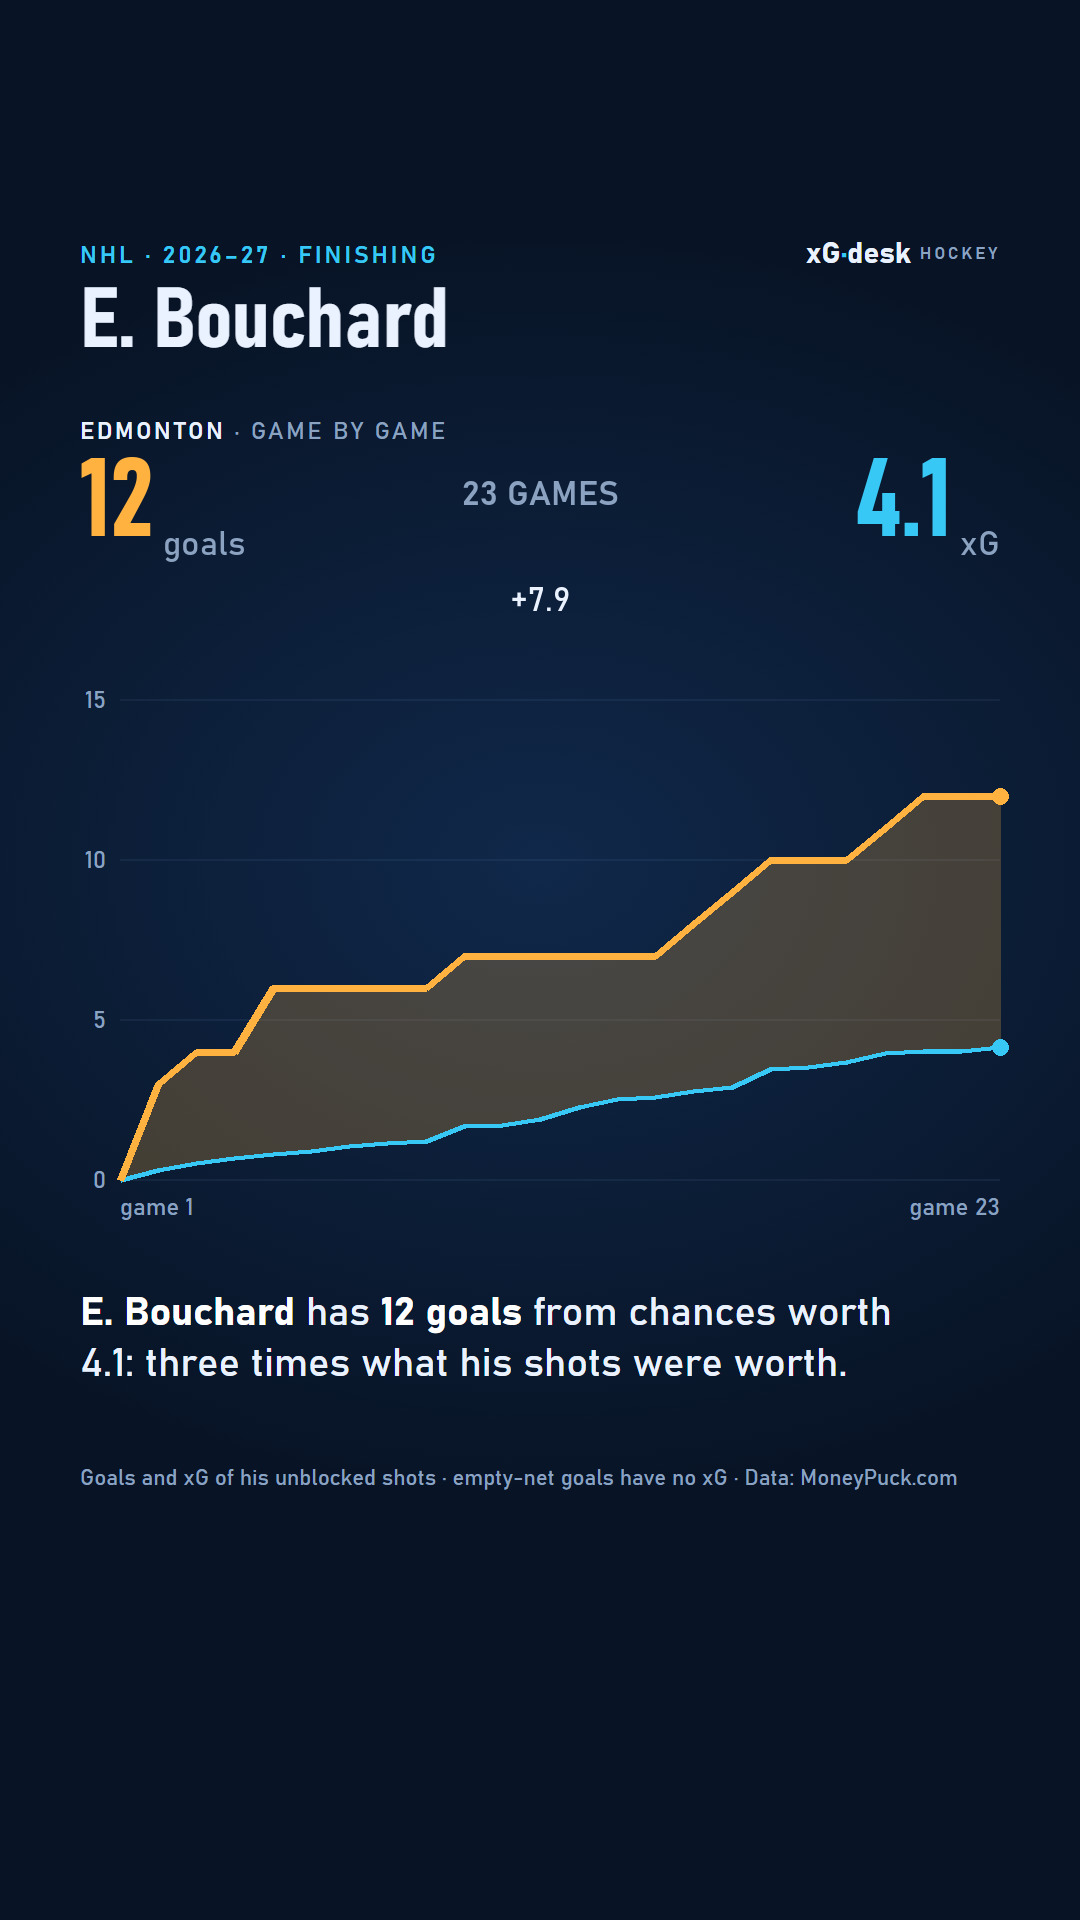 NHL · 2026–27 · FINISHING
xG·desk HOCKEY
E. Bouchard
EDMONTON · GAME BY GAME
12 goals
23 GAMES
4.1 xG
+7.9
15
10
5
0
game 1
game 23
E. Bouchard has 12 goals from chances worth
4.1: three times what his shots were worth.
Goals and xG of his unblocked shots · empty-net goals have no xG · Data: MoneyPuck.com